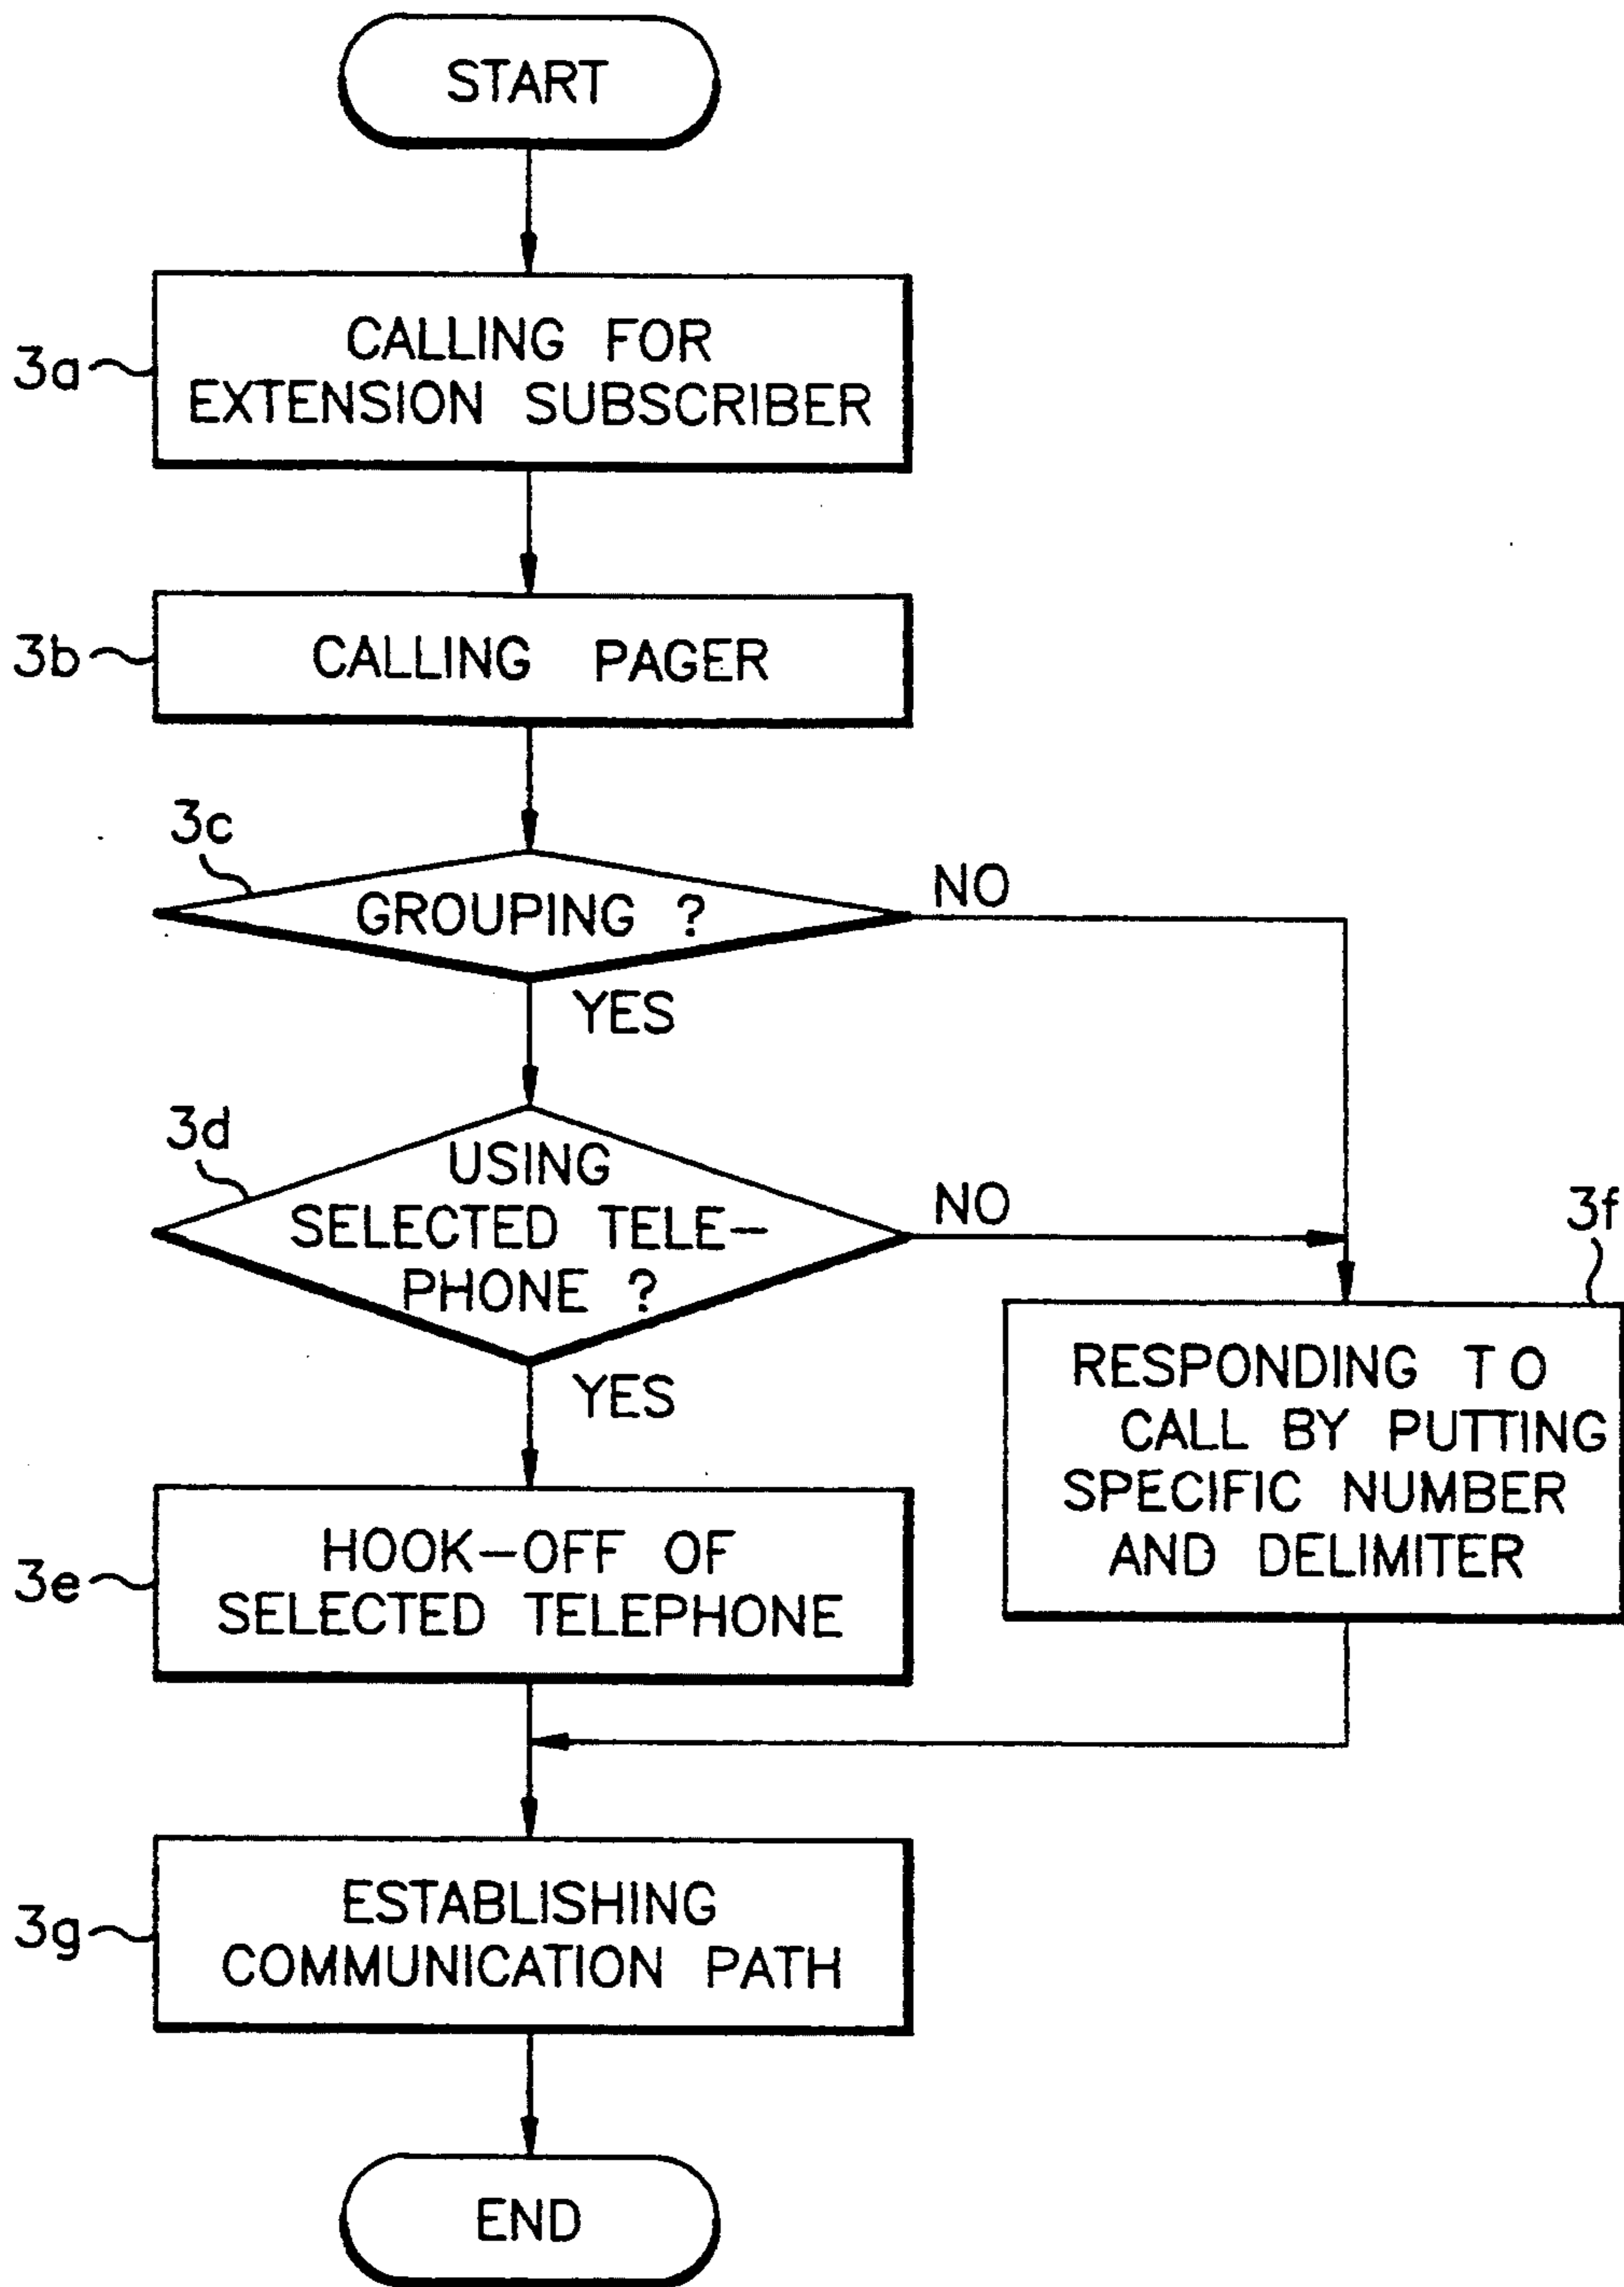 START
3a
CALLING FOR
EXTENSION SUBSCRIBER
3b
CALLING PAGER
3c
GROUPING ?
NO
YES
3d
USING
SELECTED TELE-
PHONE ?
NO
YES
3f
RESPONDING TO
CALL BY PUTTING
SPECIFIC NUMBER
AND DELIMITER
3e
HOOK-OFF OF
SELECTED TELEPHONE
3g
ESTABLISHING
COMMUNICATION PATH
END